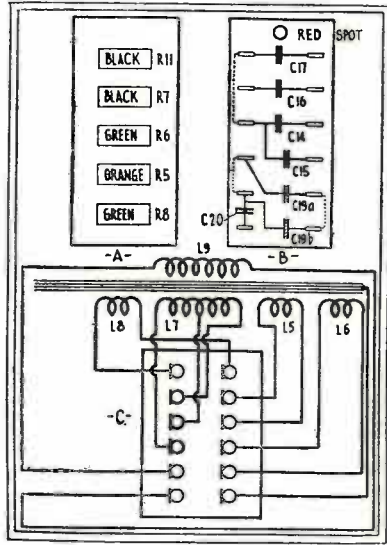 BLACK R11
BLACK R7
GREEN R6
ORANGE R5
GREEN R8
-A-
RED SPOT
C17
C16
C14
C15
C19a
C20
C19b
-B-
L9
L8
L7
L5
L6
-C-